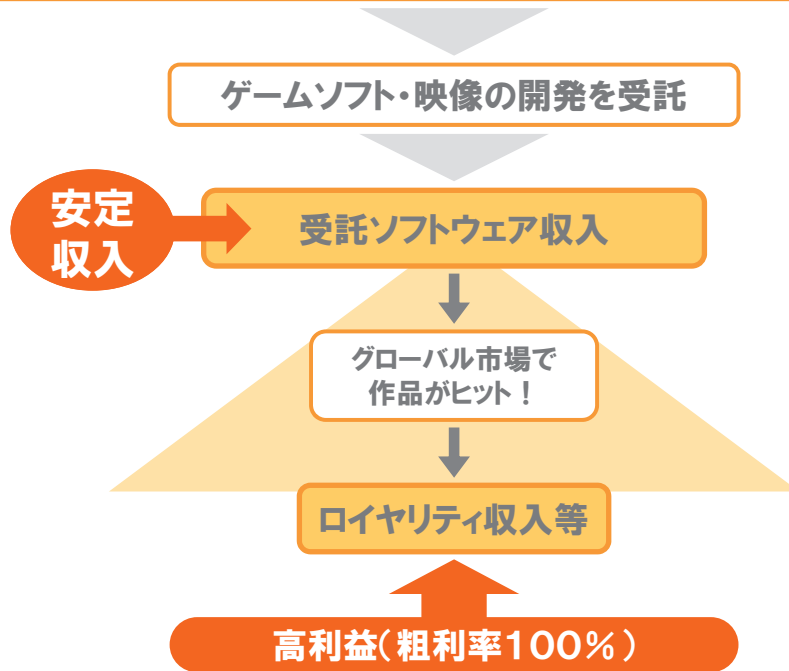 ゲームソフト・映像の開発を受託
安定
収入
受託ソフトウェア収入
グローバル市場で
作品がヒット！
ロイヤリティ収入等
高利益(粗利率100％)